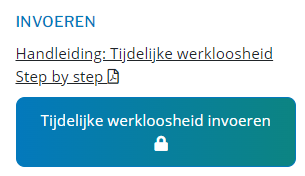 INVOEREN
Handleiding: Tijdelijke werkloosheid
Step by step
Tijdelijke werkloosheid invoeren